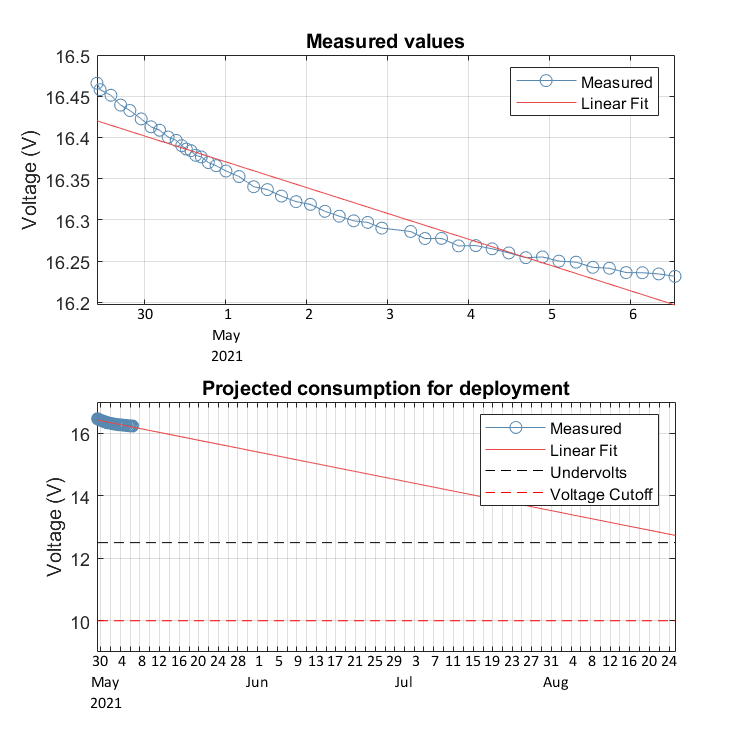 Measured values
16.5
16.45
16.4
16.35
16.3
16.25
16.2
Voltage (V)
Measured
Linear Fit
30 1 2 3 4 5 6
May
2021
Projected consumption for deployment
16
14
12
10
Voltage (V)
Measured
Linear Fit
Undervolts
Voltage Cutoff
30 4 8 12 16 20 24 28 1 5 9 13 17 21 25 29 3 7 11 15 19 23 27 31 4 8 12 16 20 24
May Jun Jul Aug
2021